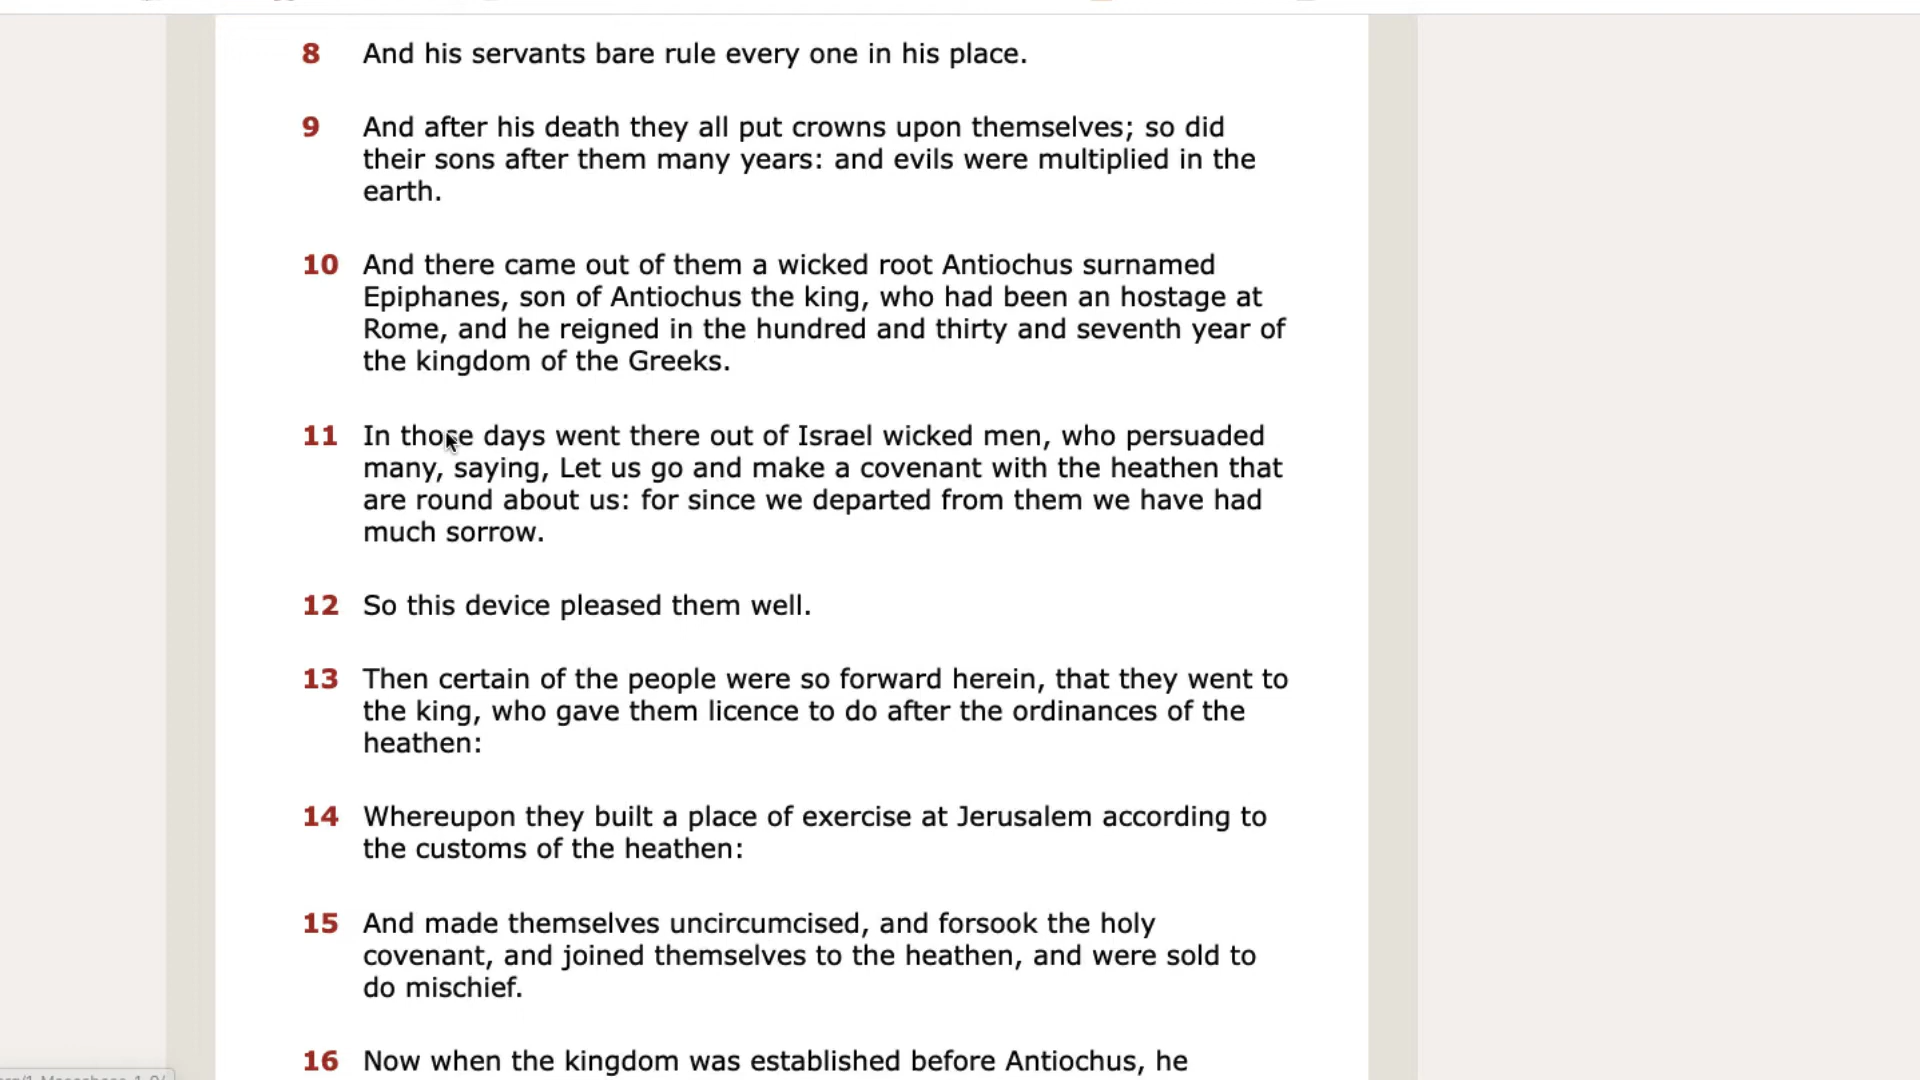 8 And his servants bare rule every one in his place.
9 And after his death they all put crowns upon themselves; so did
their sons after them many years: and evils were multiplied in the
earth.
10 And there came out of them a wicked root Antiochus surnamed
Epiphanes, son of Antiochus the king, who had been an hostage at
Rome, and he reigned in the hundred and thirty and seventh year of
the kingdom of the Greeks.
11 In those days went there out of Israel wicked men, who persuaded
many, saying, Let us go and make a covenant with the heathen that
are round about us: for since we departed from them we have had
much sorrow.
12 So this device pleased them well.
13 Then certain of the people were so forward herein, that they went to
the king, who gave them licence to do after the ordinances of the
heathen:
14 Whereupon they built a place of exercise at Jerusalem according to
the customs of the heathen:
15 And made themselves uncircumcised, and forsook the holy
covenant, and joined themselves to the heathen, and were sold to
do mischief.
16 Now when the kingdom was established before Antiochus, he